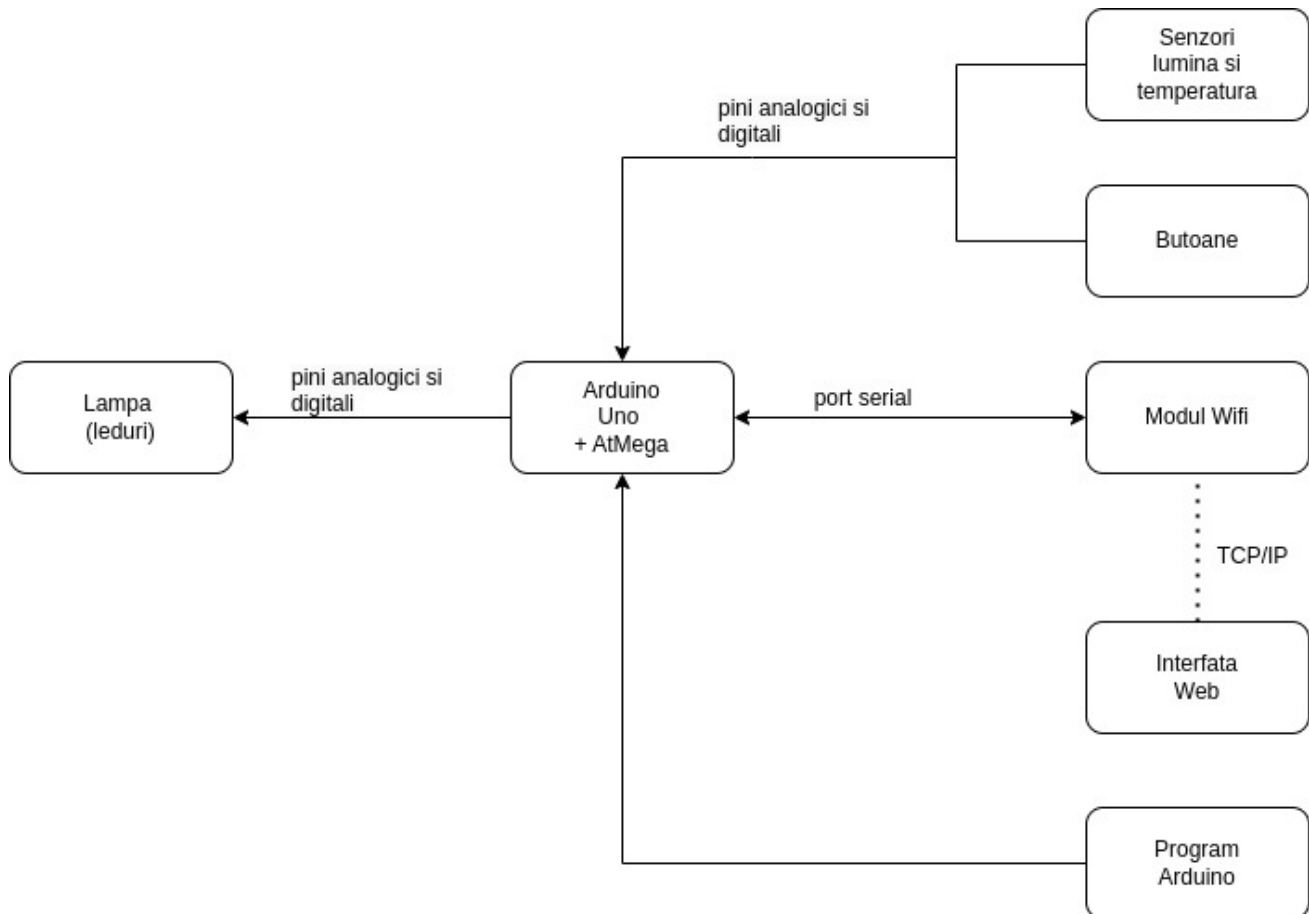 Senzori
lumina si
temperatura
pini analogici si
digitali
Butoane
Lampa
(leduri)
pini analogici si
digitali
Arduino
Uno
+ AtMega
port serial
Modul Wifi
TCP/IP
Interfata
Web
Program
Arduino